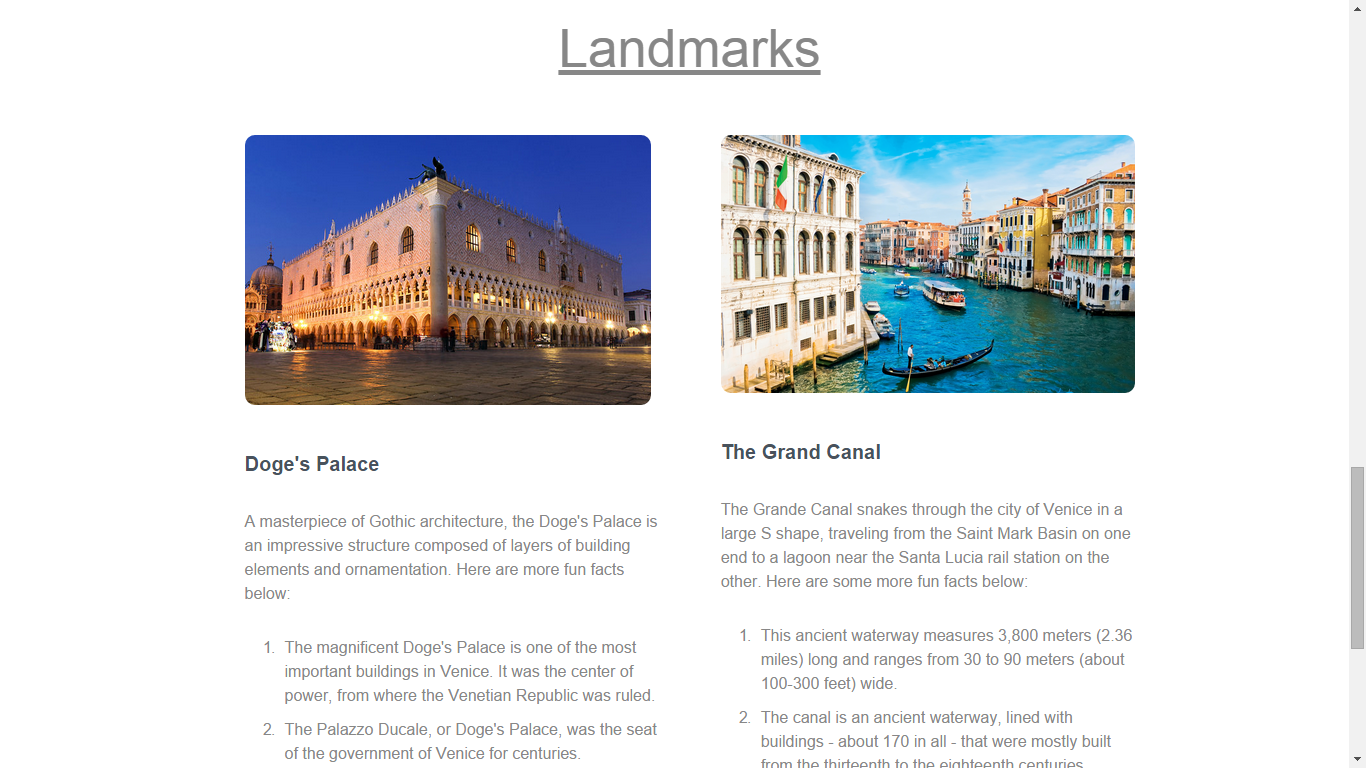 Landmarks
Doge's Palace
A masterpiece of Gothic architecture, the Doge's Palace is
an impressive structure composed of layers of building
elements and ornamentation. Here are more fun facts
below:
1. The magnificent Doge's Palace is one of the most
important buildings in Venice. It was the center of
power, from where the Venetian Republic was ruled.
2. The Palazzo Ducale, or Doge's Palace, was the seat
of the government of Venice for centuries.
The Grand Canal
The Grande Canal snakes through the city of Venice in a
large S shape, traveling from the Saint Mark Basin on one
end to a lagoon near the Santa Lucia rail station on the
other. Here are some more fun facts below:
1. This ancient waterway measures 3,800 meters (2.36
miles) long and ranges from 30 to 90 meters (about
100-300 feet) wide.
2. The canal is an ancient waterway, lined with
buildings - about 170 in all - that were mostly built
from the thirteenth to the eighteenth centuries